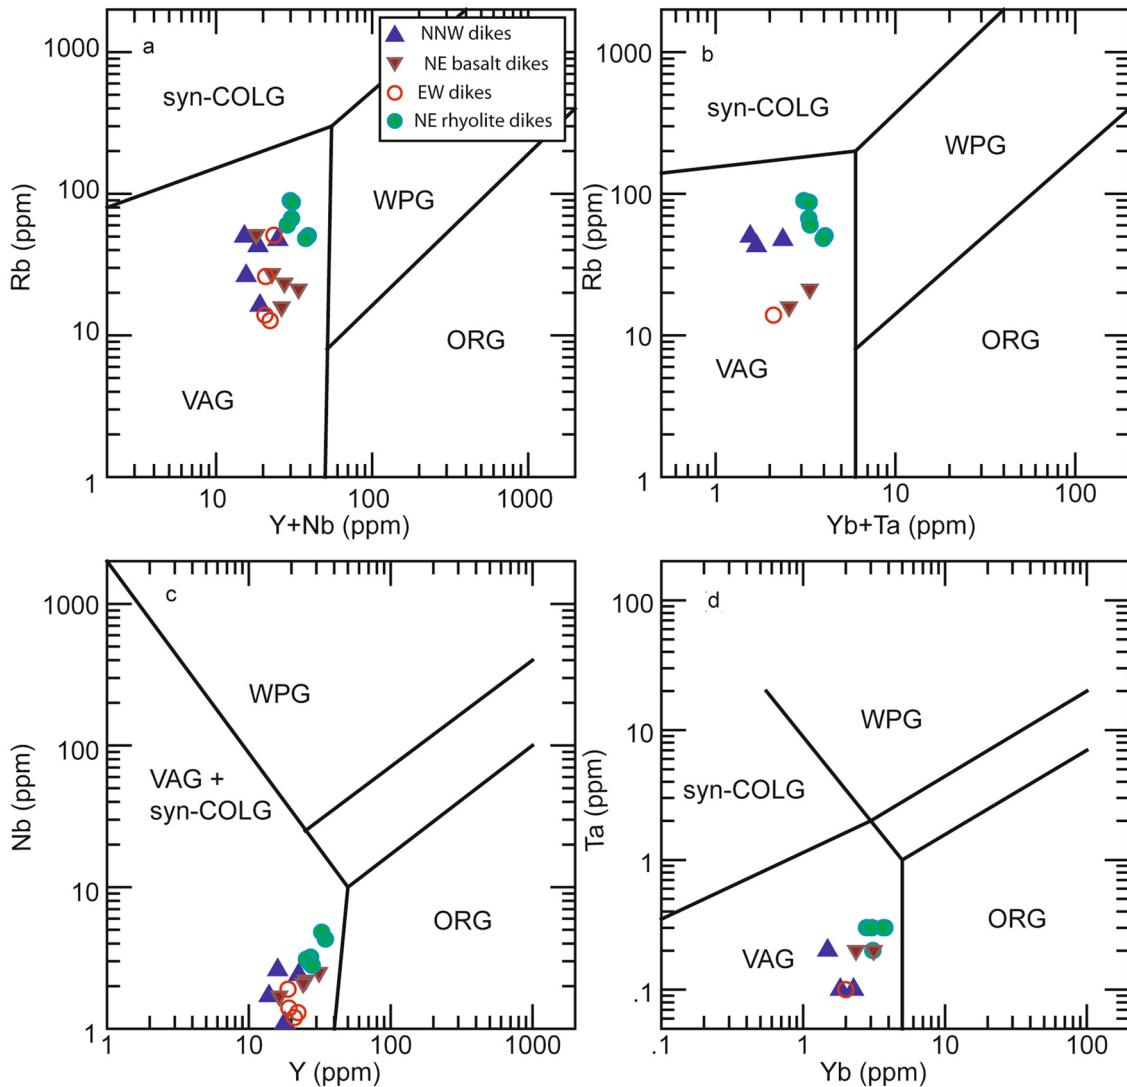 a
1000
100
10
1
syn-COLG
WPG
VAG
ORG
NNW dikes
NE basalt dikes
EW dikes
NE rhyolite dikes
Rb (ppm)
10
100
1000
Y+Nb (ppm)
b
1000
100
10
1
syn-COLG
WPG
VAG
ORG
Rb (ppm)
1
10
100
Yb+Ta (ppm)
c
1000
100
10
1
WPG
VAG +
syn-COLG
ORG
Nb (ppm)
1
10
100
1000
Y (ppm)
d
100
10
1
.1
WPG
syn-COLG
VAG
ORG
Ta (ppm)
.1
1
10
100
Yb (ppm)